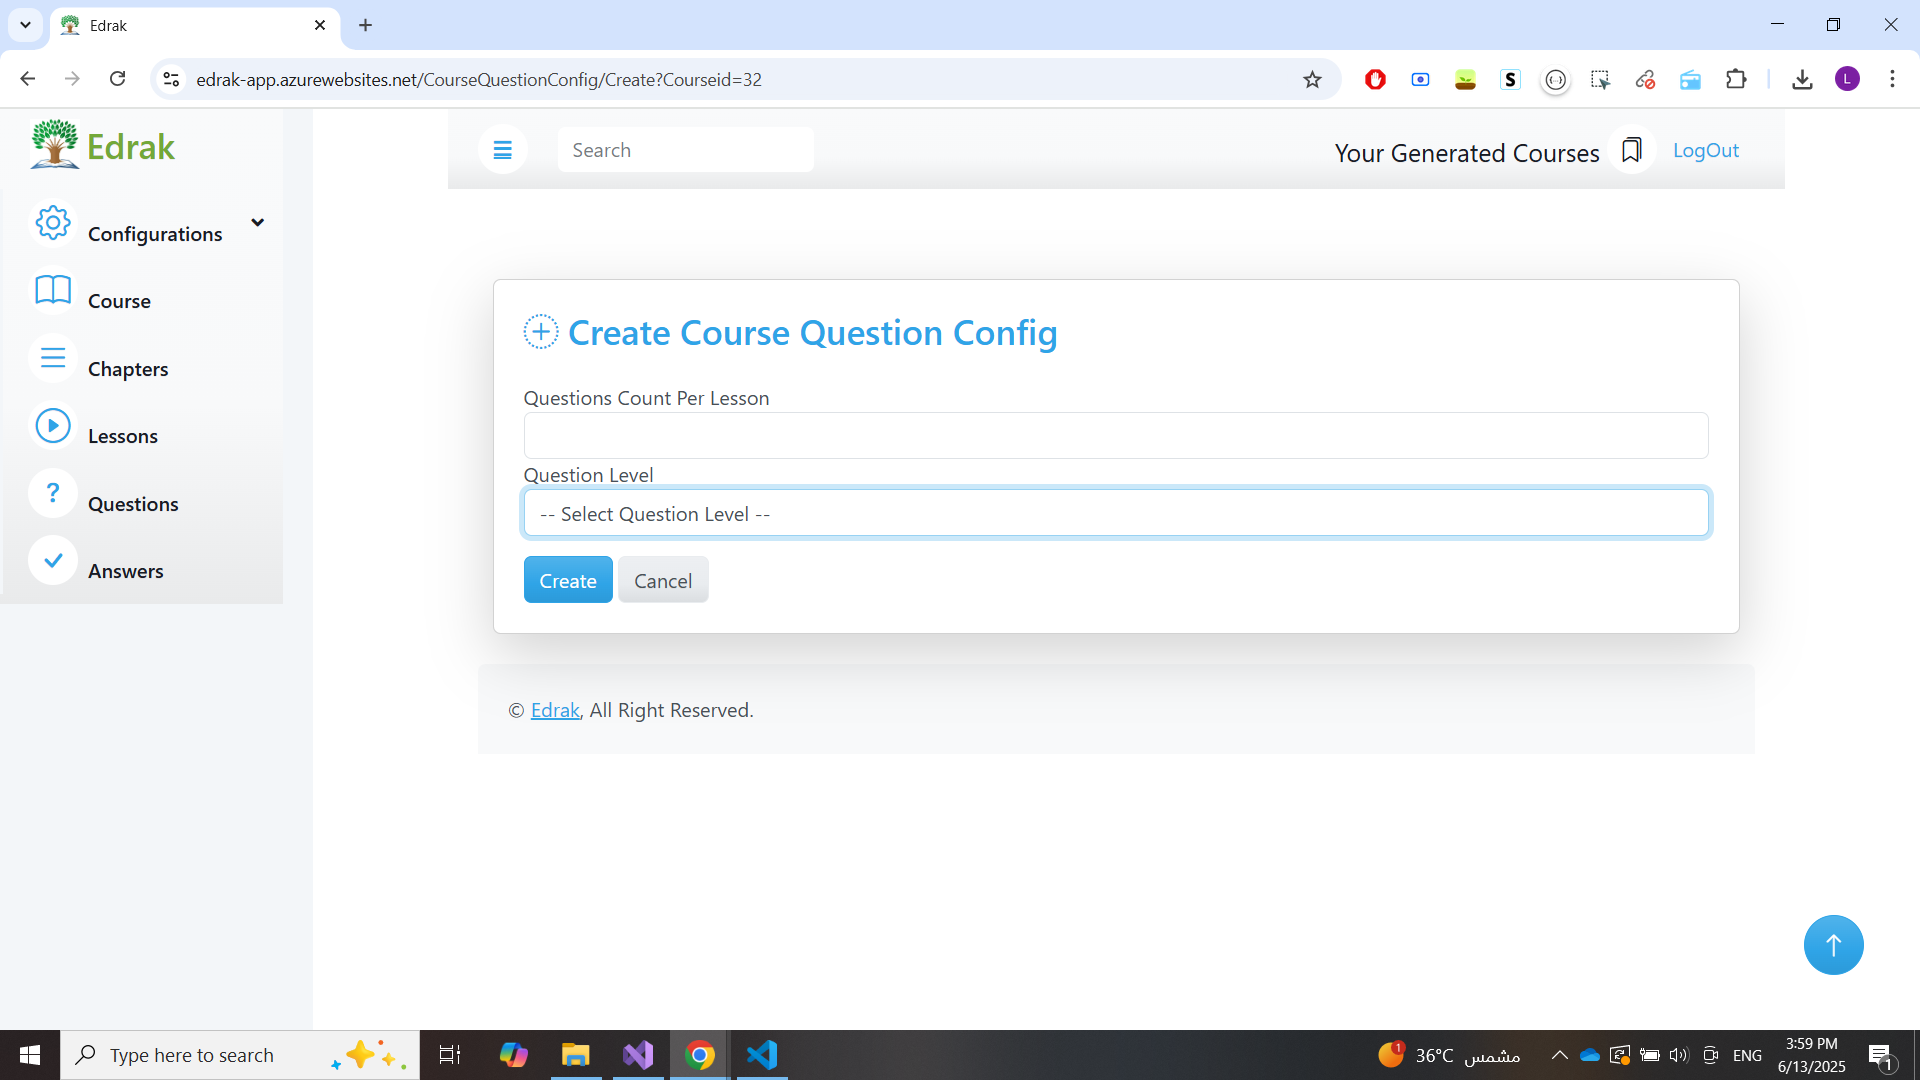 Edrak
edrak-app.azurewebsites.net/CourseQuestionConfig/Create?Courseid=32
S
L
Edrak
Search
Your Generated Courses
LogOut
Configurations
Course
Chapters
Lessons
?
Questions
Answers
Create Course Question Config
Questions Count Per Lesson
Question Level
-- Select Question Level --
Create
Cancel
© Edrak, All Right Reserved.
Type here to search
1
36°C
مشمس
ENG
3:59 PM
6/13/2025
1